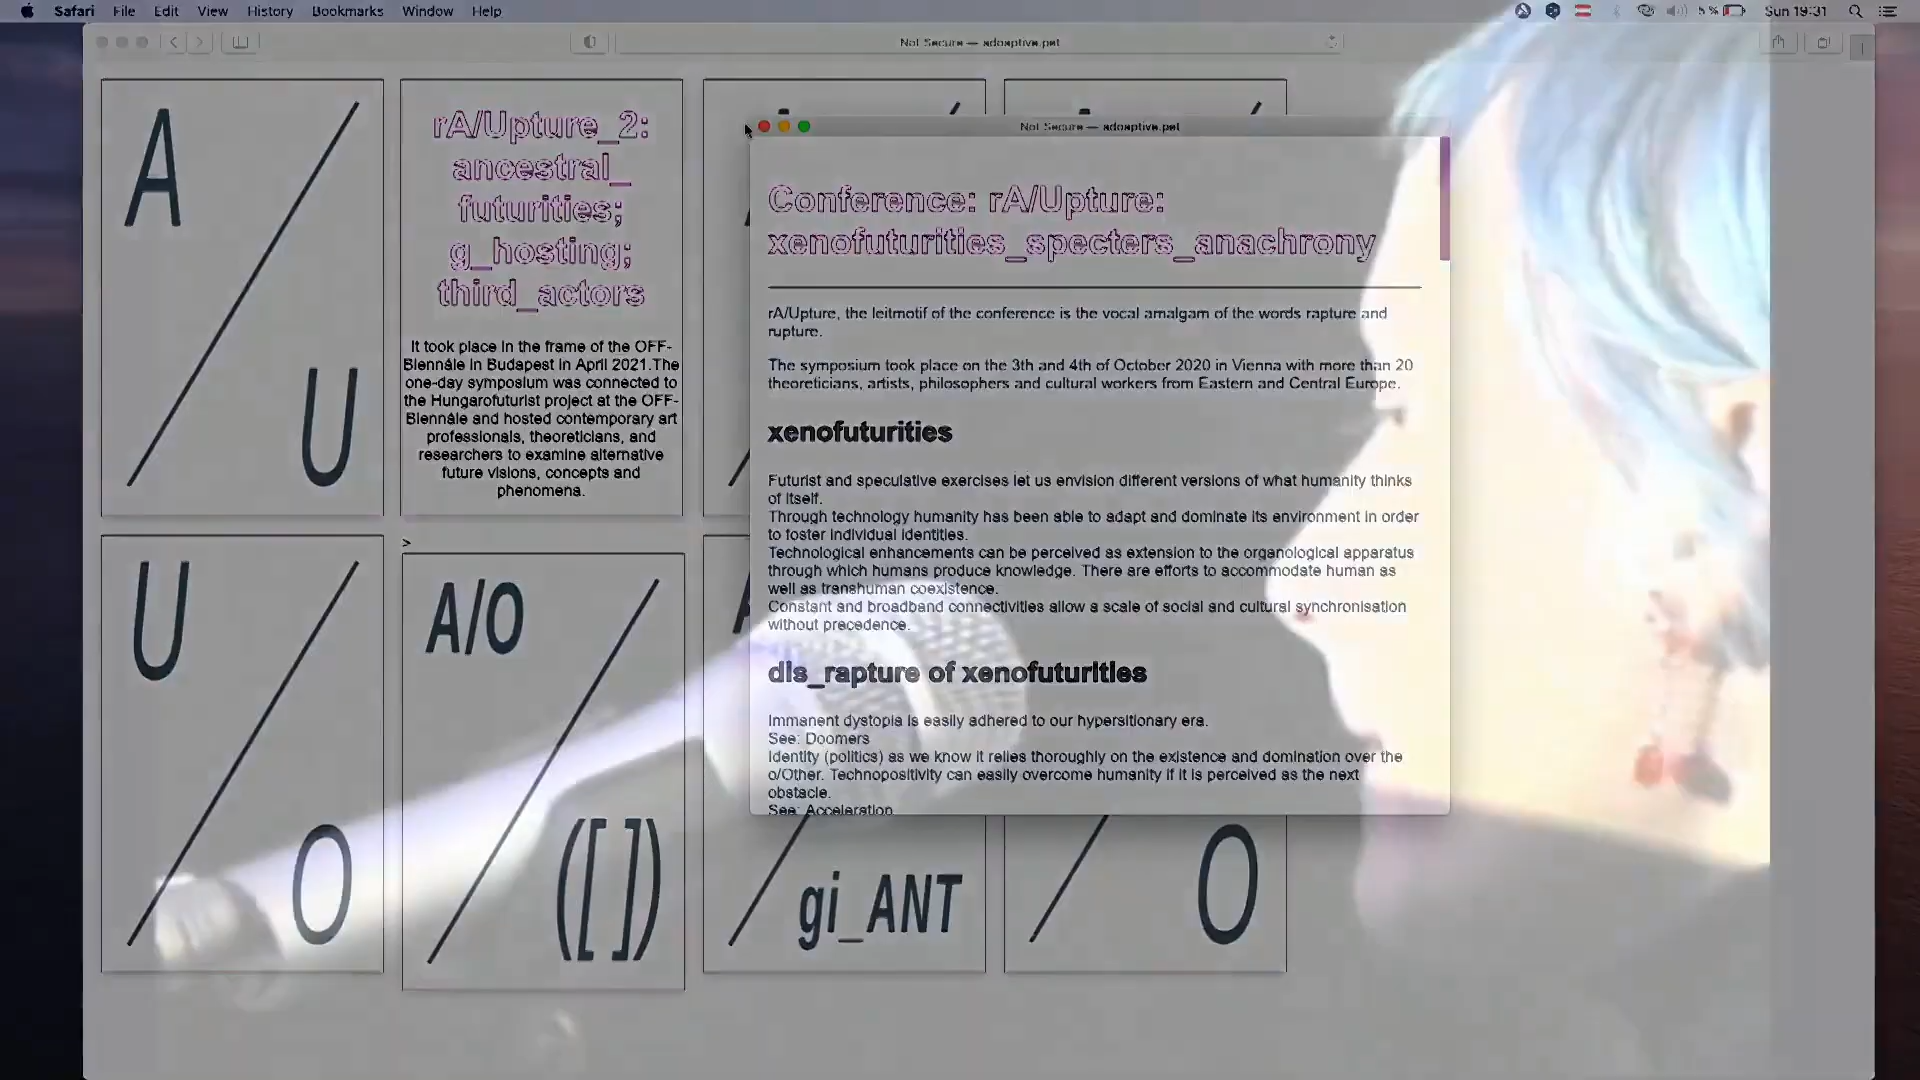 Safari File Edit View History Bookmarks Window Help
5 % Sun 19:31
Not Secure — adoaptive.pet
A
U
rA/Upture_2:
ancestral_
futurities;
g_hosting;
third_actors
It took place in the frame of the OFF-
Biennále in Budapest in April 2021.The
one-day symposium was connected to
the Hungarofuturist project at the OFF-
Biennále and hosted contemporary art
professionals, theoreticians, and
researchers to examine alternative
future visions, concepts and
phenomena.
Not Secure — adoaptive.pet
Conference: rA/Upture:
xenofuturities_specters_anachrony
rA/Upture, the leitmotif of the conference is the vocal amalgam of the words rapture and
rupture.
The symposium took place on the 3th and 4th of October 2020 in Vienna with more than 20
theoreticians, artists, philosophers and cultural workers from Eastern and Central Europe.
xenofuturities
Futurist and speculative exercises let us envision different versions of what humanity thinks
of itself.
Through technology humanity has been able to adapt and dominate its environment in order
to foster individual identities.
Technological enhancements can be perceived as extension to the organological apparatus
through which humans produce knowledge. There are efforts to accommodate human as
well as transhuman coexistence.
Constant and broadband connectivities allow a scale of social and cultural synchronisation
without precedence.
dis_rapture of xenofuturities
Immanent dystopia is easily adhered to our hypersitionary era.
See: Doomers
Identity (politics) as we know it relies thoroughly on the existence and domination over the
o/Other. Technopositivity can easily overcome humanity if it is perceived as the next
obstacle.
See: Acceleration
U
O
>
A/O
([ ])
gi_ANT
O